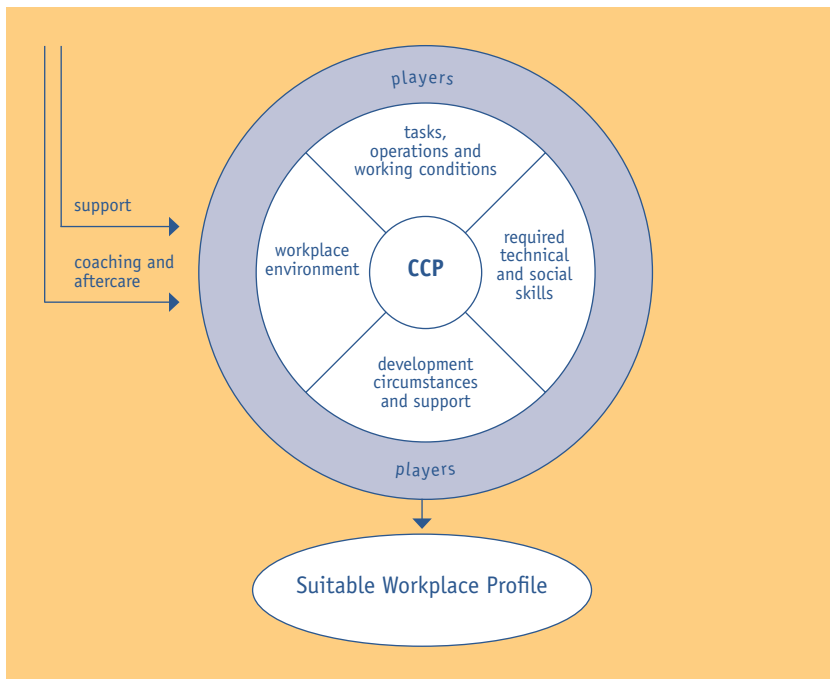 players
tasks,
operations and
working conditions
support
coaching and
aftercare
workplace
environment
CCP
required
technical
and social
skills
development
circumstances
and support
players
Suitable Workplace Profile